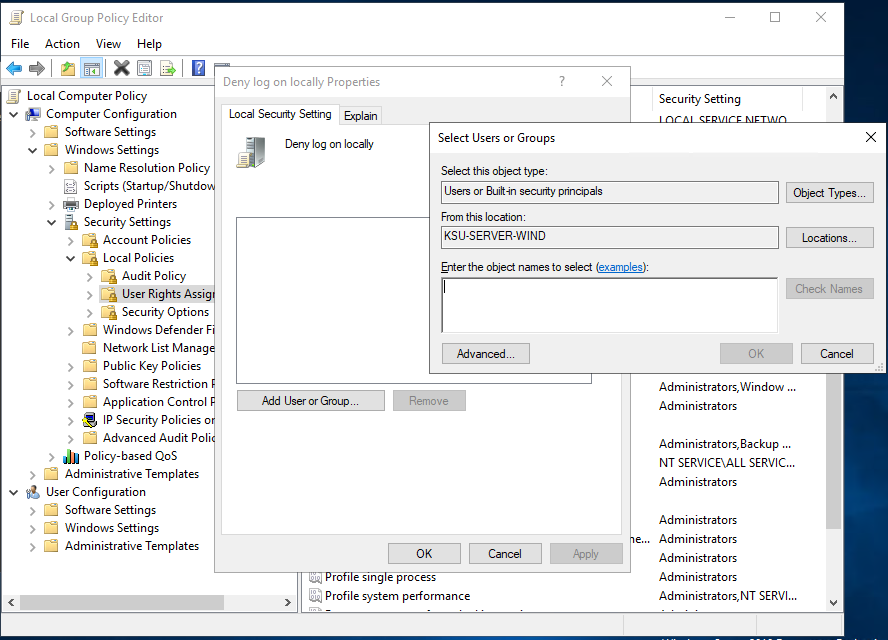 Local Group Policy Editor
File Action View Help
Local Computer Policy
Computer Configuration
Software Settings
Windows Settings
Name Resolution Policy
Scripts (Startup/Shutdow
Deployed Printers
Security Settings
Account Policies
Local Policies
Audit Policy
User Rights Assign
Security Options
Windows Defender Fi
Network List Manage
Public Key Policies
Software Restriction P
Application Control P
IP Security Policies on
Advanced Audit Polic
Policy-based QoS
Administrative Templates
User Configuration
Software Settings
Windows Settings
Administrative Templates
Deny log on locally Properties
?
Local Security Setting Explain
Deny log on locally
Add User or Group... Remove
OK Cancel Apply
Select Users or Groups
Select this object type:
Users or Built-in security principals Object Types...
From this location:
KSU-SERVER-WIND Locations...
Enter the object names to select (examples):
Check Names
Advanced... OK Cancel
Security Setting
LOCAL SERVICE,NETWO...
Administrators,Window ...
Administrators
Administrators,Backup ...
NT SERVICE\ALL SERVIC...
Administrators
Administrators
me... Administrators
Administrators
Profile single process Administrators
Profile system performance Administrators,NT SERVI...